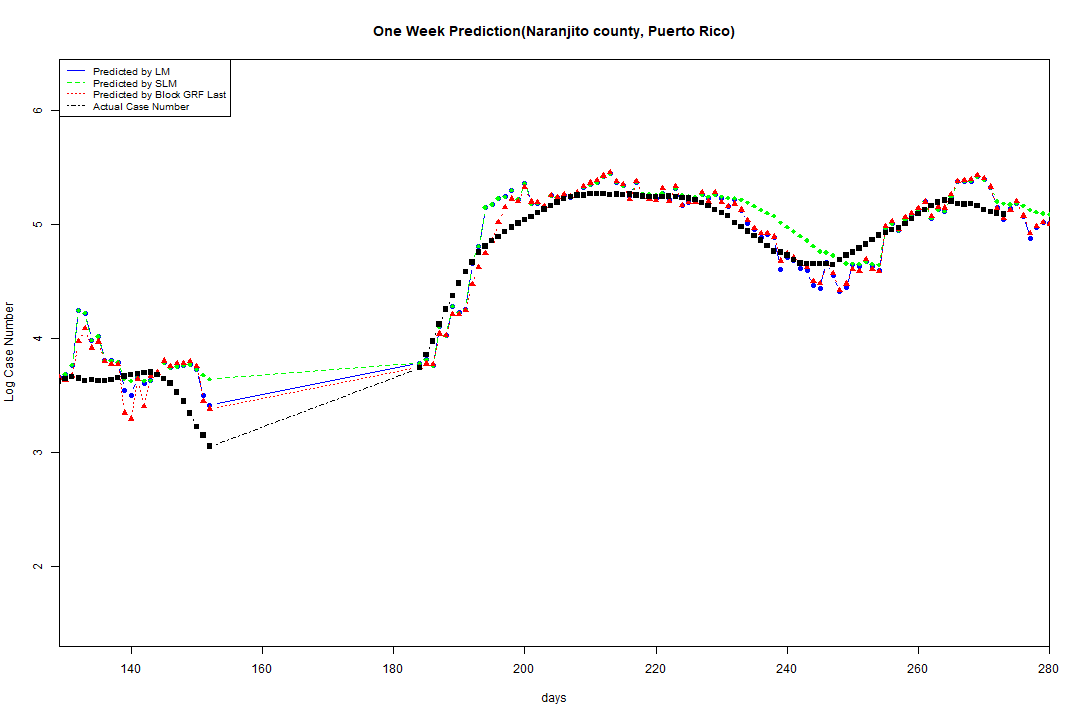 One Week Prediction(Naranjito county, Puerto Rico)
Predicted by LM
Predicted by SLM
Predicted by Block GRF Last
Actual Case Number
6
5
4
3
2
Log Case Number
140 160 180 200 220 240 260 280
days